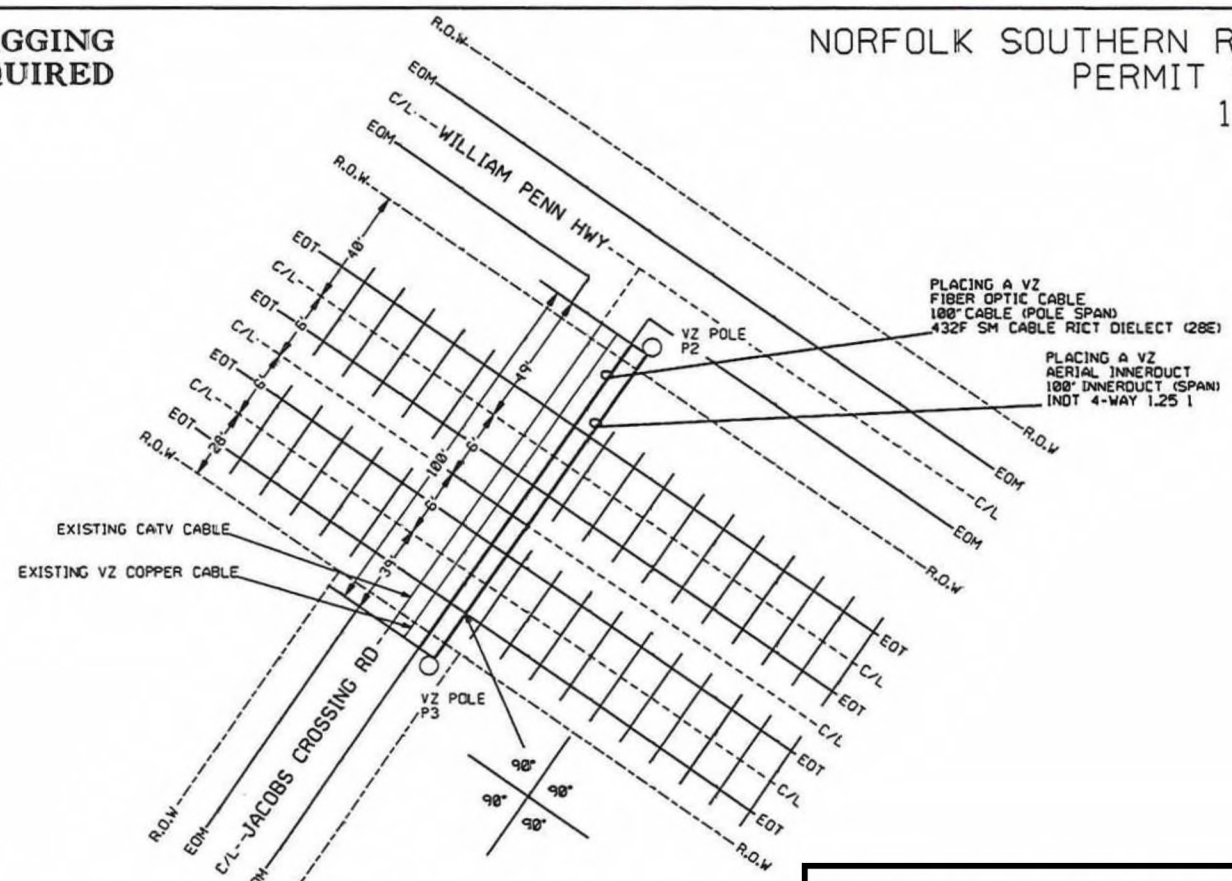 GGING
QUIRED
NORFOLK SOUTHERN R
PERMIT
1
R.O.W
EOM
C/L
WILLIAM PENN HWY
EOM
R.O.W
EOT
C/L
EOT
C/L
EOT
C/L
EOT
R.O.W
40'
6'
6'
28'
49'
6'
6'
39'
100'
VZ POLE
P2
PLACING A VZ
FIBER OPTIC CABLE
100' CABLE (POLE SPAN)
432F SM CABLE RICT DIELECT (28E)
PLACING A VZ
AERIAL INNERDUCT
100' INNERDUCT (SPAN)
INDT 4-WAY 1.25 1
R.O.W
EOM
C/L
EOM
R.O.W
EXISTING CATV CABLE
EXISTING VZ COPPER CABLE
EOT
C/L
EOT
C/L
EOT
C/L
EOT
R.O.W
VZ POLE
P3
90°
90°
90°
90°
R.O.W
EOM
C/L
JACOBS CROSSING RD